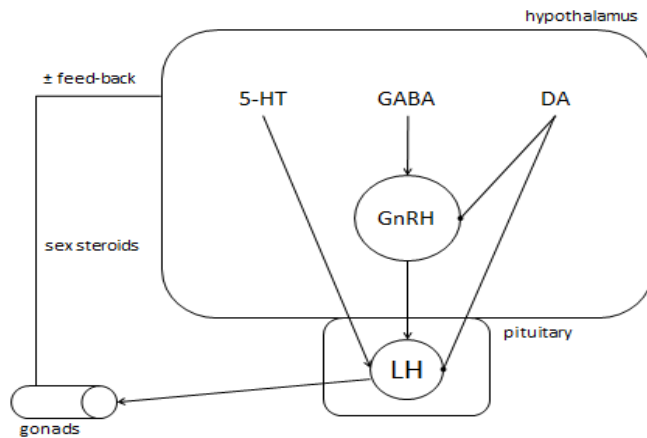 hypothalamus
± feed-back
5-HT
GABA
DA
GnRH
sex steroids
pituitary
LH
gonads